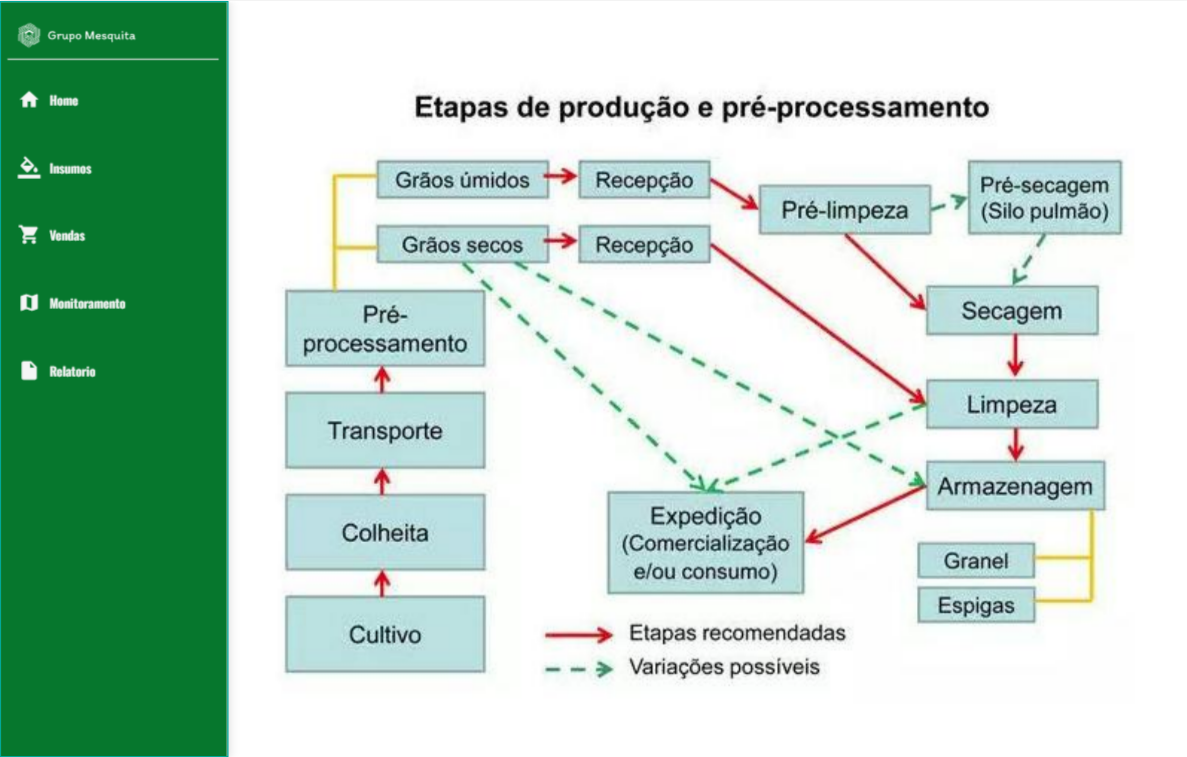 Grupo Mesquita
Home
Insumos
Vendas
Monitoramento
Relatorio
Etapas de produção e pré-processamento
Grãos úmidos
Recepção
Pré-limpeza
Pré-secagem
(Silo pulmão)
Grãos secos
Recepção
Secagem
Pré-
processamento
Limpeza
Transporte
Armazenagem
Colheita
Expedição
(Comercialização
e/ou consumo)
Granel
Espigas
Cultivo
Etapas recomendadas
Variações possíveis